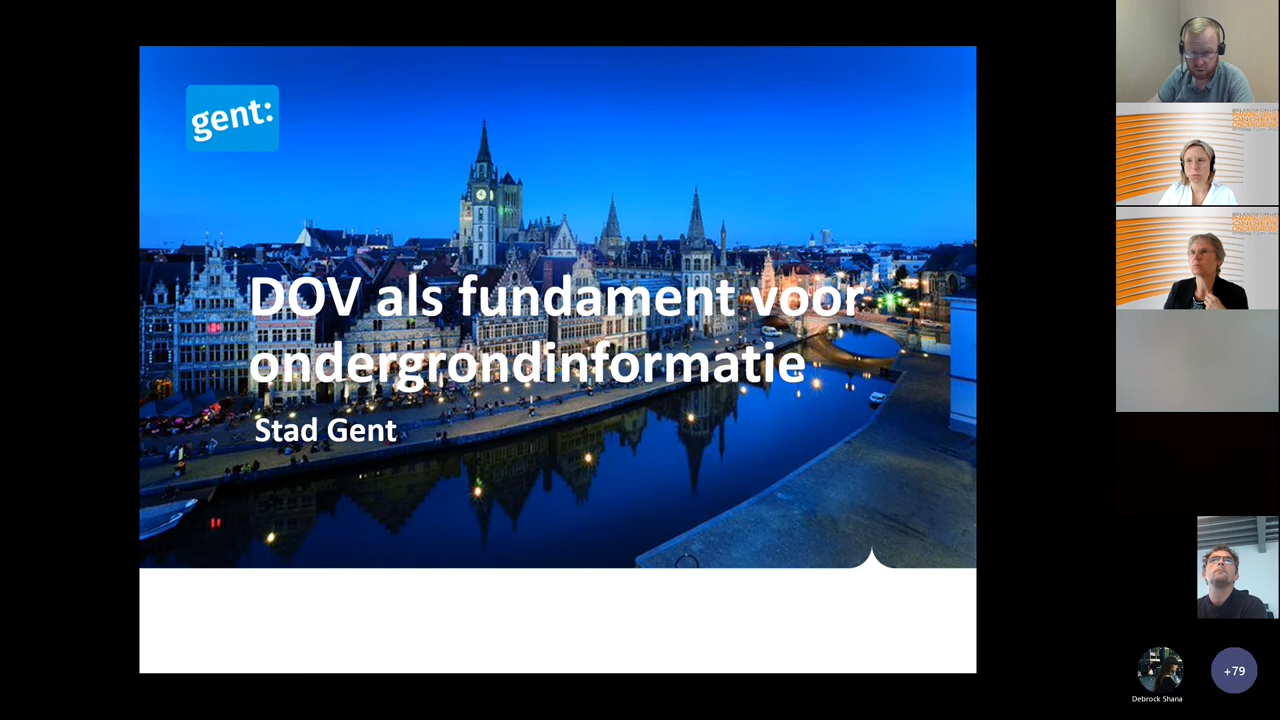 gent:
DOV als fundament voor
ondergrondinformatie
Stad Gent
Debrock Shana
+79